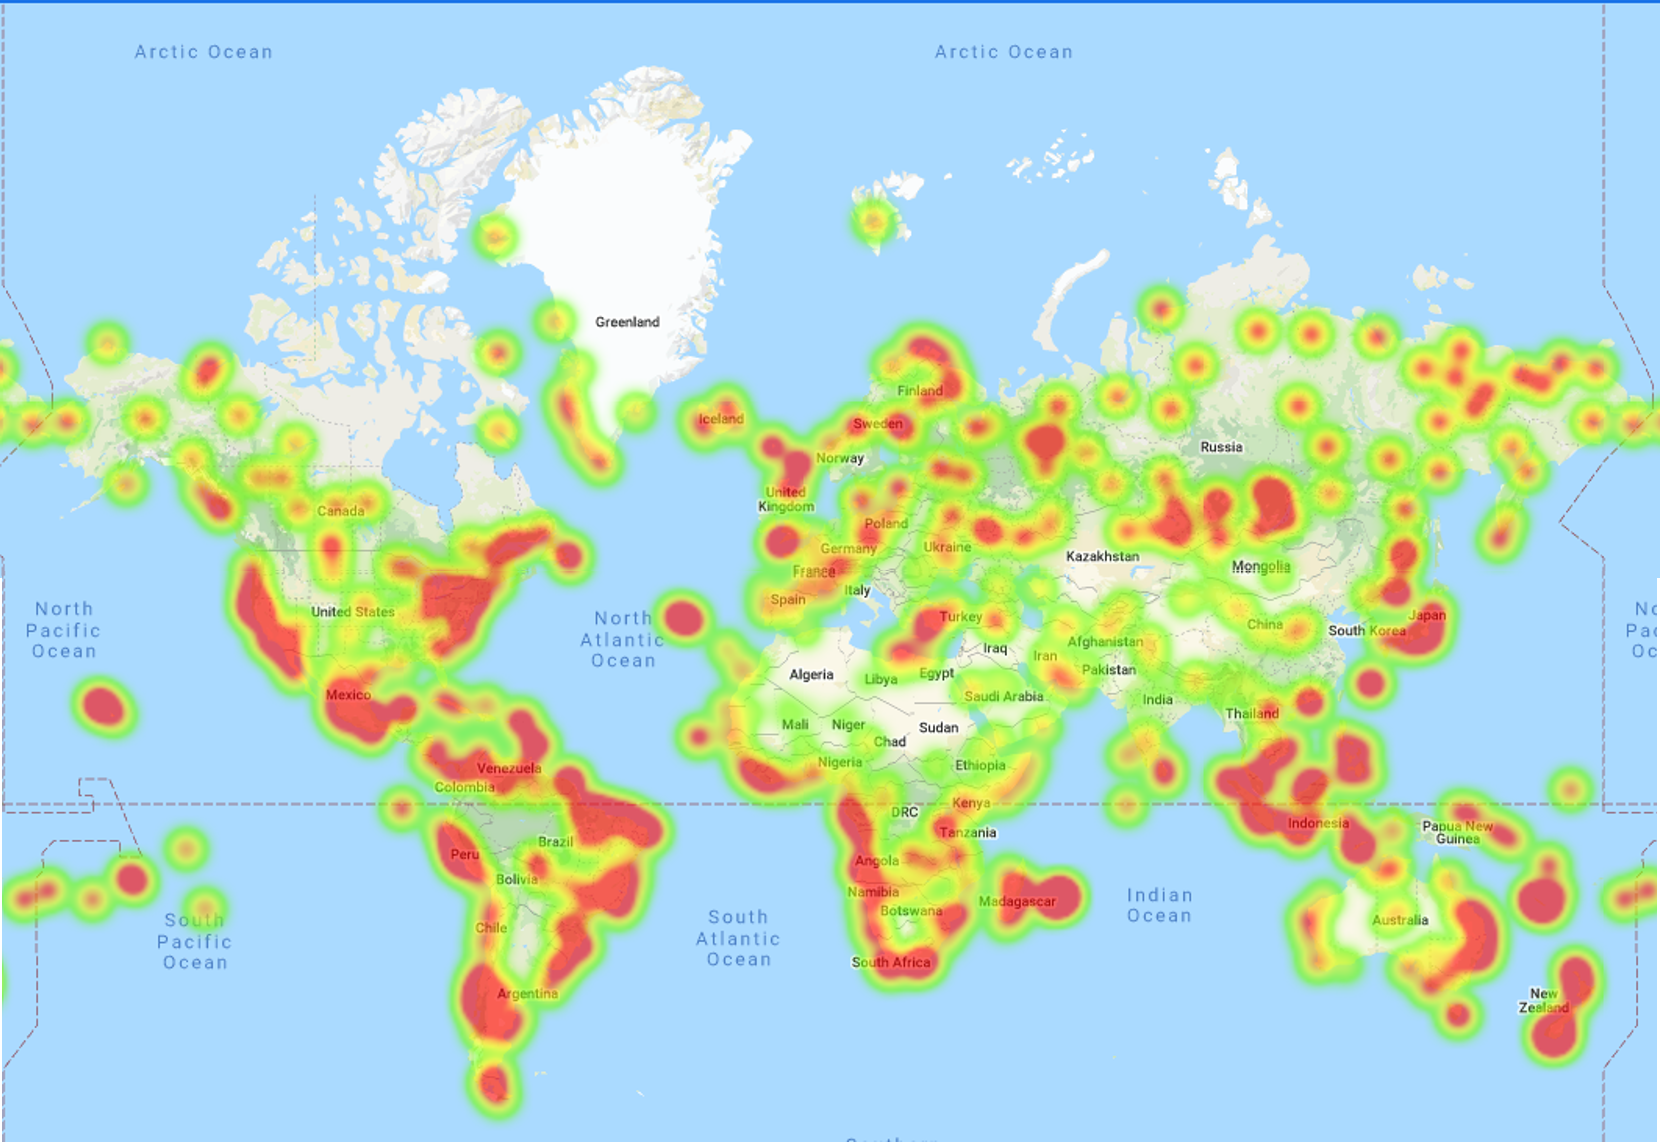 Arctic Ocean
Arctic Ocean
Greenland
Finland
Iceland
Sweden
Norway
Russia
United
Kingdom
Canada
Poland
Germany
Ukraine
Kazakhstan
France
Mongolia
Italy
Spain
United States
North
Pacific
Ocean
North
Atlantic
Ocean
Turkey
China
South Korea
Japan
Iraq
Iran
Afghanistan
Pakistan
Algeria
Libya
Egypt
Saudi Arabia
India
Thailand
Mexico
Mali
Niger
Chad
Sudan
Nigeria
Ethiopia
Venezuela
Colombia
DRC
Kenya
Tanzania
Indonesia
Papua New
Guinea
Brazil
Peru
Bolivia
Angola
Namibia
Botswana
Madagascar
Indian
Ocean
Australia
Chile
South
Pacific
Ocean
South
Atlantic
Ocean
South Africa
Argentina
New
Zealand